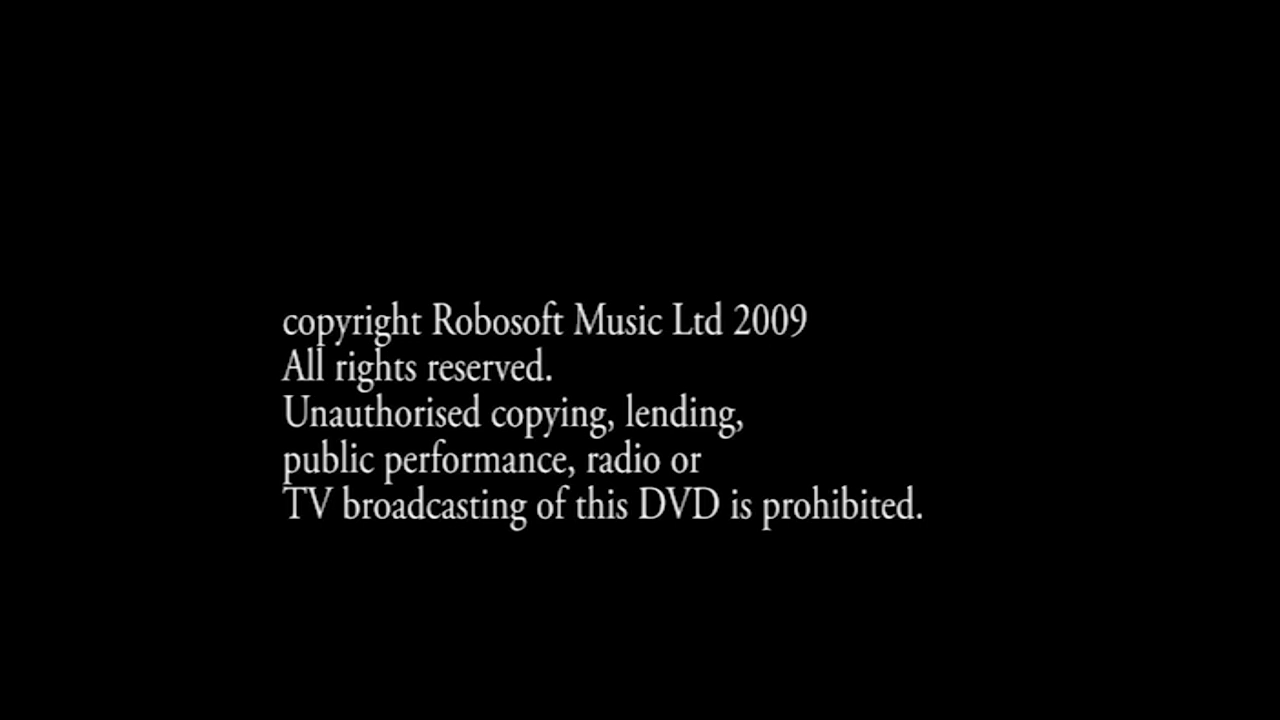 copyright Robosoft Music Ltd 2009
All rights reserved.
Unauthorised copying, lending,
public performance, radio or
TV broadcasting of this DVD is prohibited.